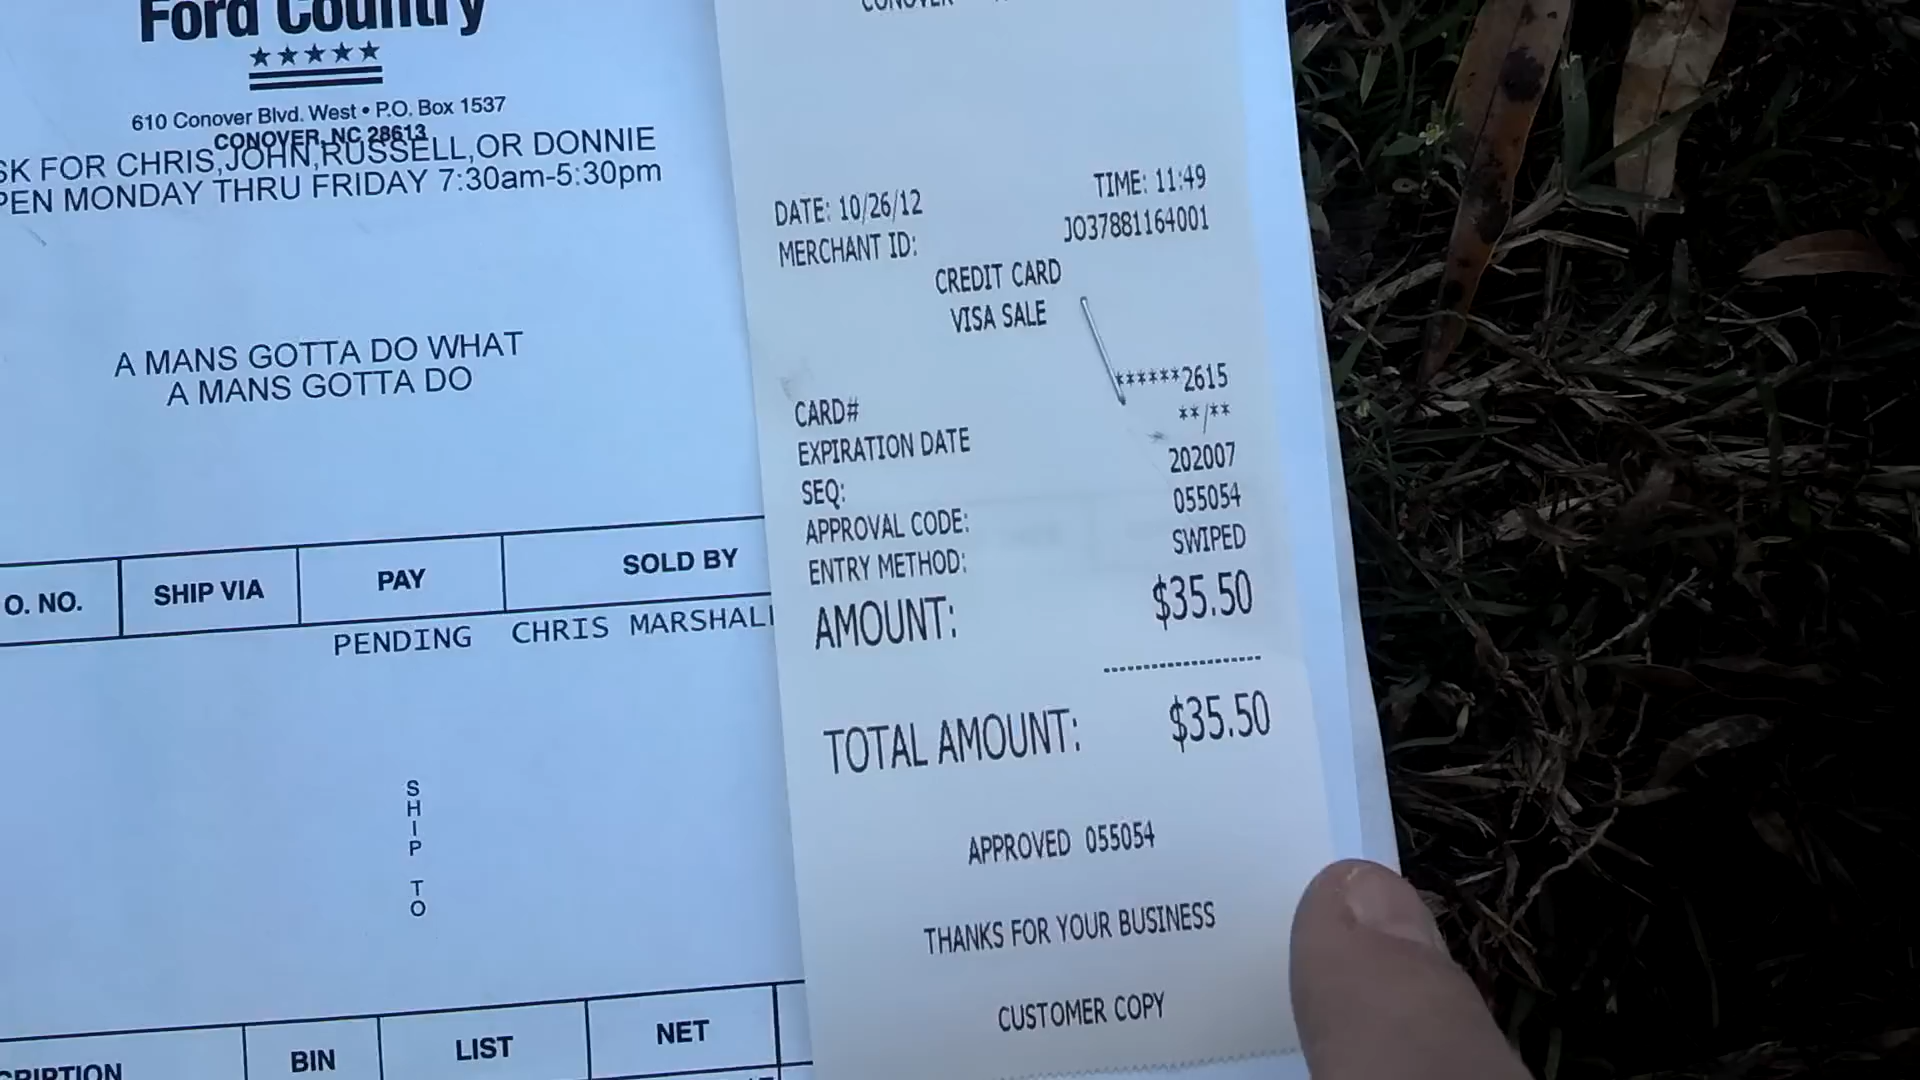 Ford Country
610 Conover Blvd. West • P.O. Box 1537
CONOVER, NC 28613
SK FOR CHRIS,JOHN,RUSSELL,OR DONNIE
PEN MONDAY THRU FRIDAY 7:30am-5:30pm
A MANS GOTTA DO WHAT
A MANS GOTTA DO
O. NO. SHIP VIA PAY SOLD BY
PENDING CHRIS MARSHALL
SHIP TO
CRIPTION BIN LIST NET
CONOVER
DATE: 10/26/12 TIME: 11:49
MERCHANT ID: JO37881164001
CREDIT CARD
VISA SALE
CARD# ******2615
EXPIRATION DATE **/**
SEQ: 202007
APPROVAL CODE: 055054
ENTRY METHOD: SWIPED
AMOUNT: $35.50
TOTAL AMOUNT: $35.50
APPROVED 055054
THANKS FOR YOUR BUSINESS
CUSTOMER COPY